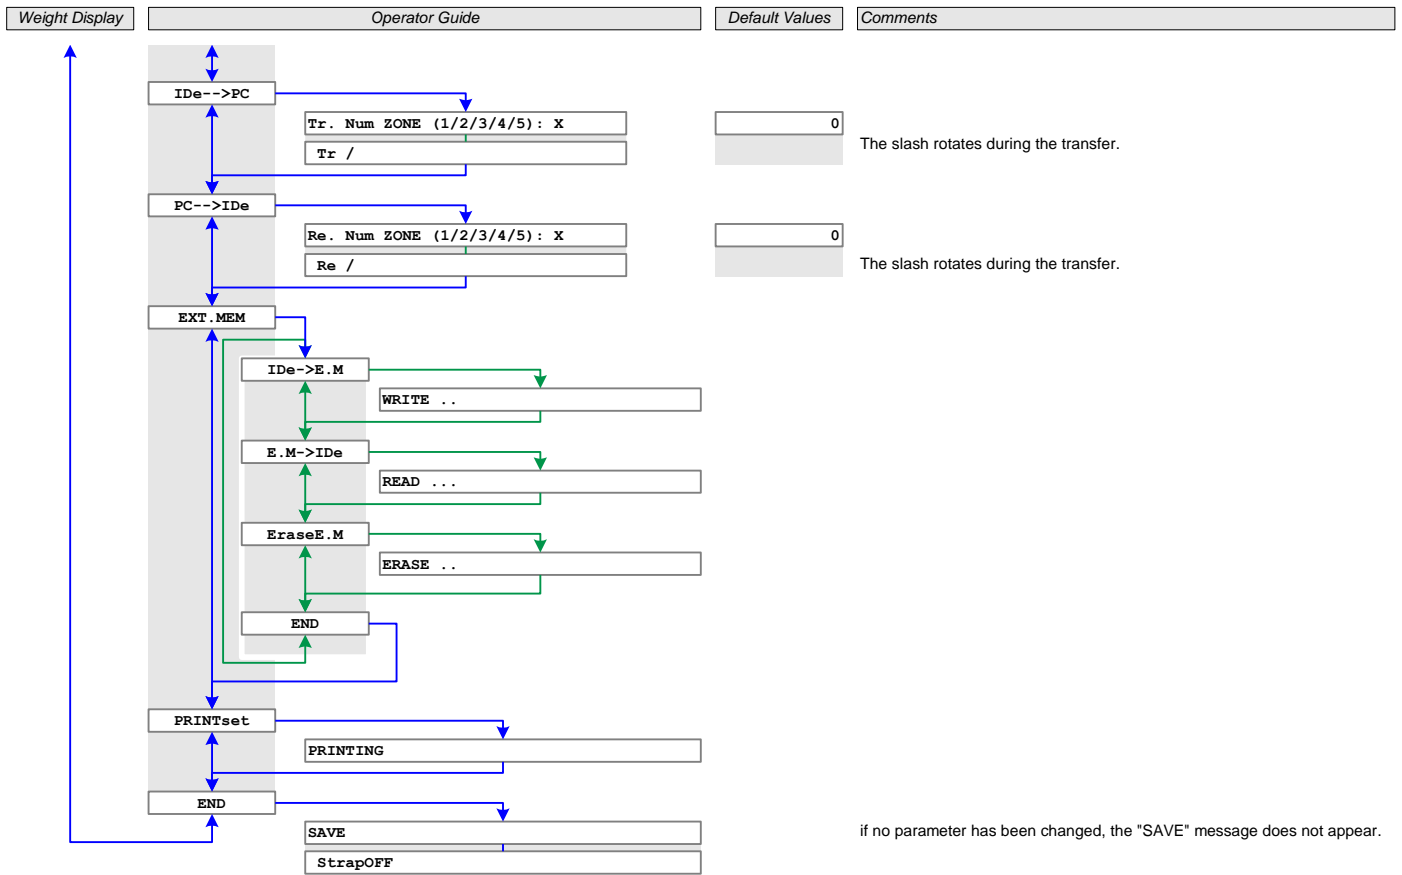 Weight Display
Operator Guide
Default Values
Comments
IDe-->PC
Tr. Num ZONE (1/2/3/4/5): X
0
Tr /
The slash rotates during the transfer.
PC-->IDe
Re. Num ZONE (1/2/3/4/5): X
0
Re /
The slash rotates during the transfer.
EXT.MEM
IDe->E.M
WRITE ..
E.M->IDe
READ ...
EraseE.M
ERASE ..
END
PRINTset
PRINTING
END
SAVE
if no parameter has been changed, the "SAVE" message does not appear.
StrapOFF